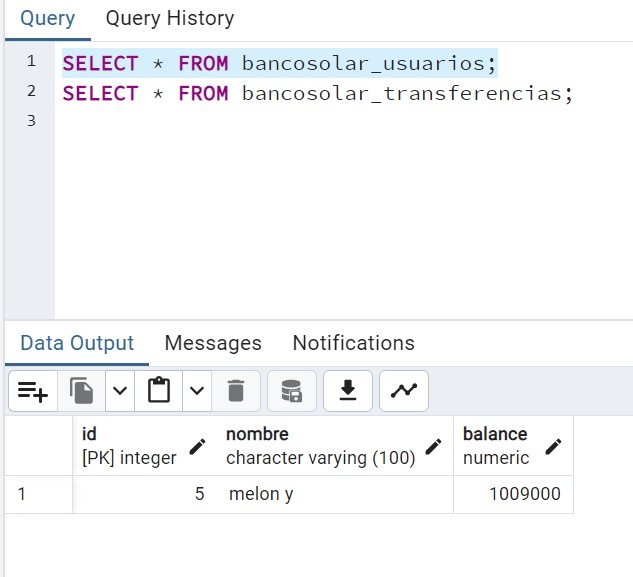 Query Query History
1 SELECT * FROM bancosolar_usuarios;
2 SELECT * FROM bancosolar_transferencias;
3
Data Output Messages Notifications
id nombre balance
[PK] integer character varying (100) numeric
1 5 melon y 1009000